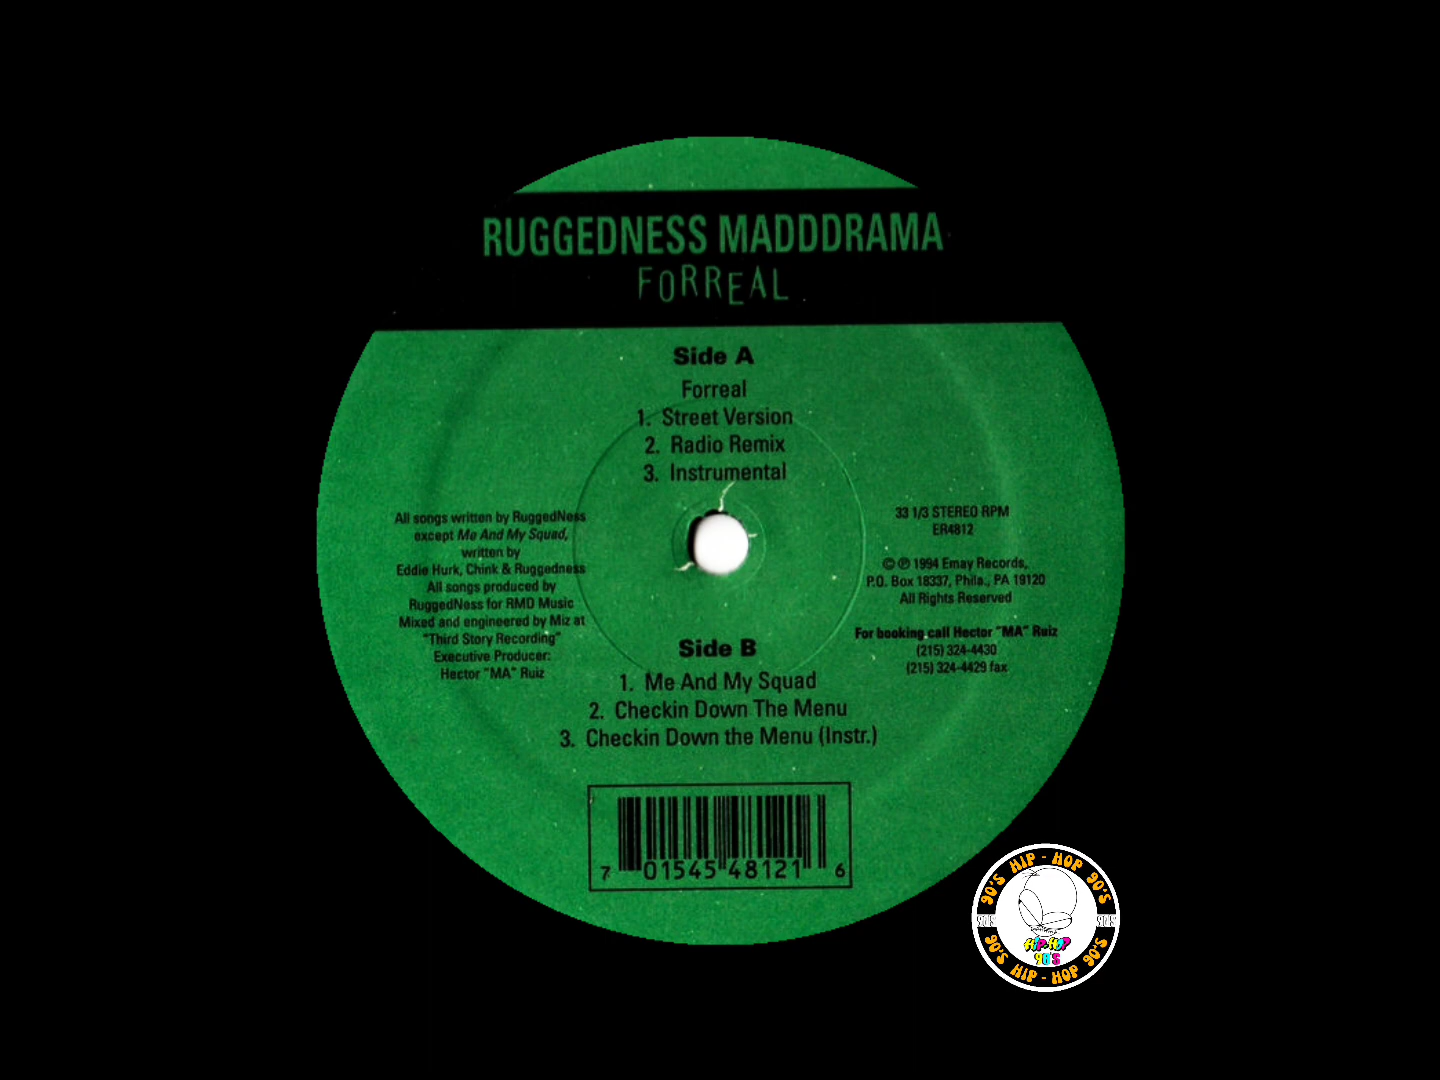 RUGGEDNESS MADDDRAMA
FORREAL
Side A
Forreal
1. Street Version
2. Radio Remix
3. Instrumental
All songs written by RuggedNess
except Me And My Squad,
written by
Eddie Hurk, Chink & Ruggedness
All songs produced by
RuggedNess for RMD Music
Mixed and engineered by Miz at
"Third Story Recording"
Executive Producer:
Hector "MA" Ruiz
33 1/3 STEREO RPM
ER4812
© ℗ 1994 Emay Records,
P.O. Box 18337, Phila., PA 19120
All Rights Reserved
For booking call Hector "MA" Ruiz
(215) 324-4430
(215) 324-4429 fax
Side B
1. Me And My Squad
2. Checkin Down The Menu
3. Checkin Down the Menu (Instr.)
7 01545 48121 6
90'S HIP - HOP 90'S
90'S 90'S
HIP-HOP
90'S
90'S HIP - HOP 90'S